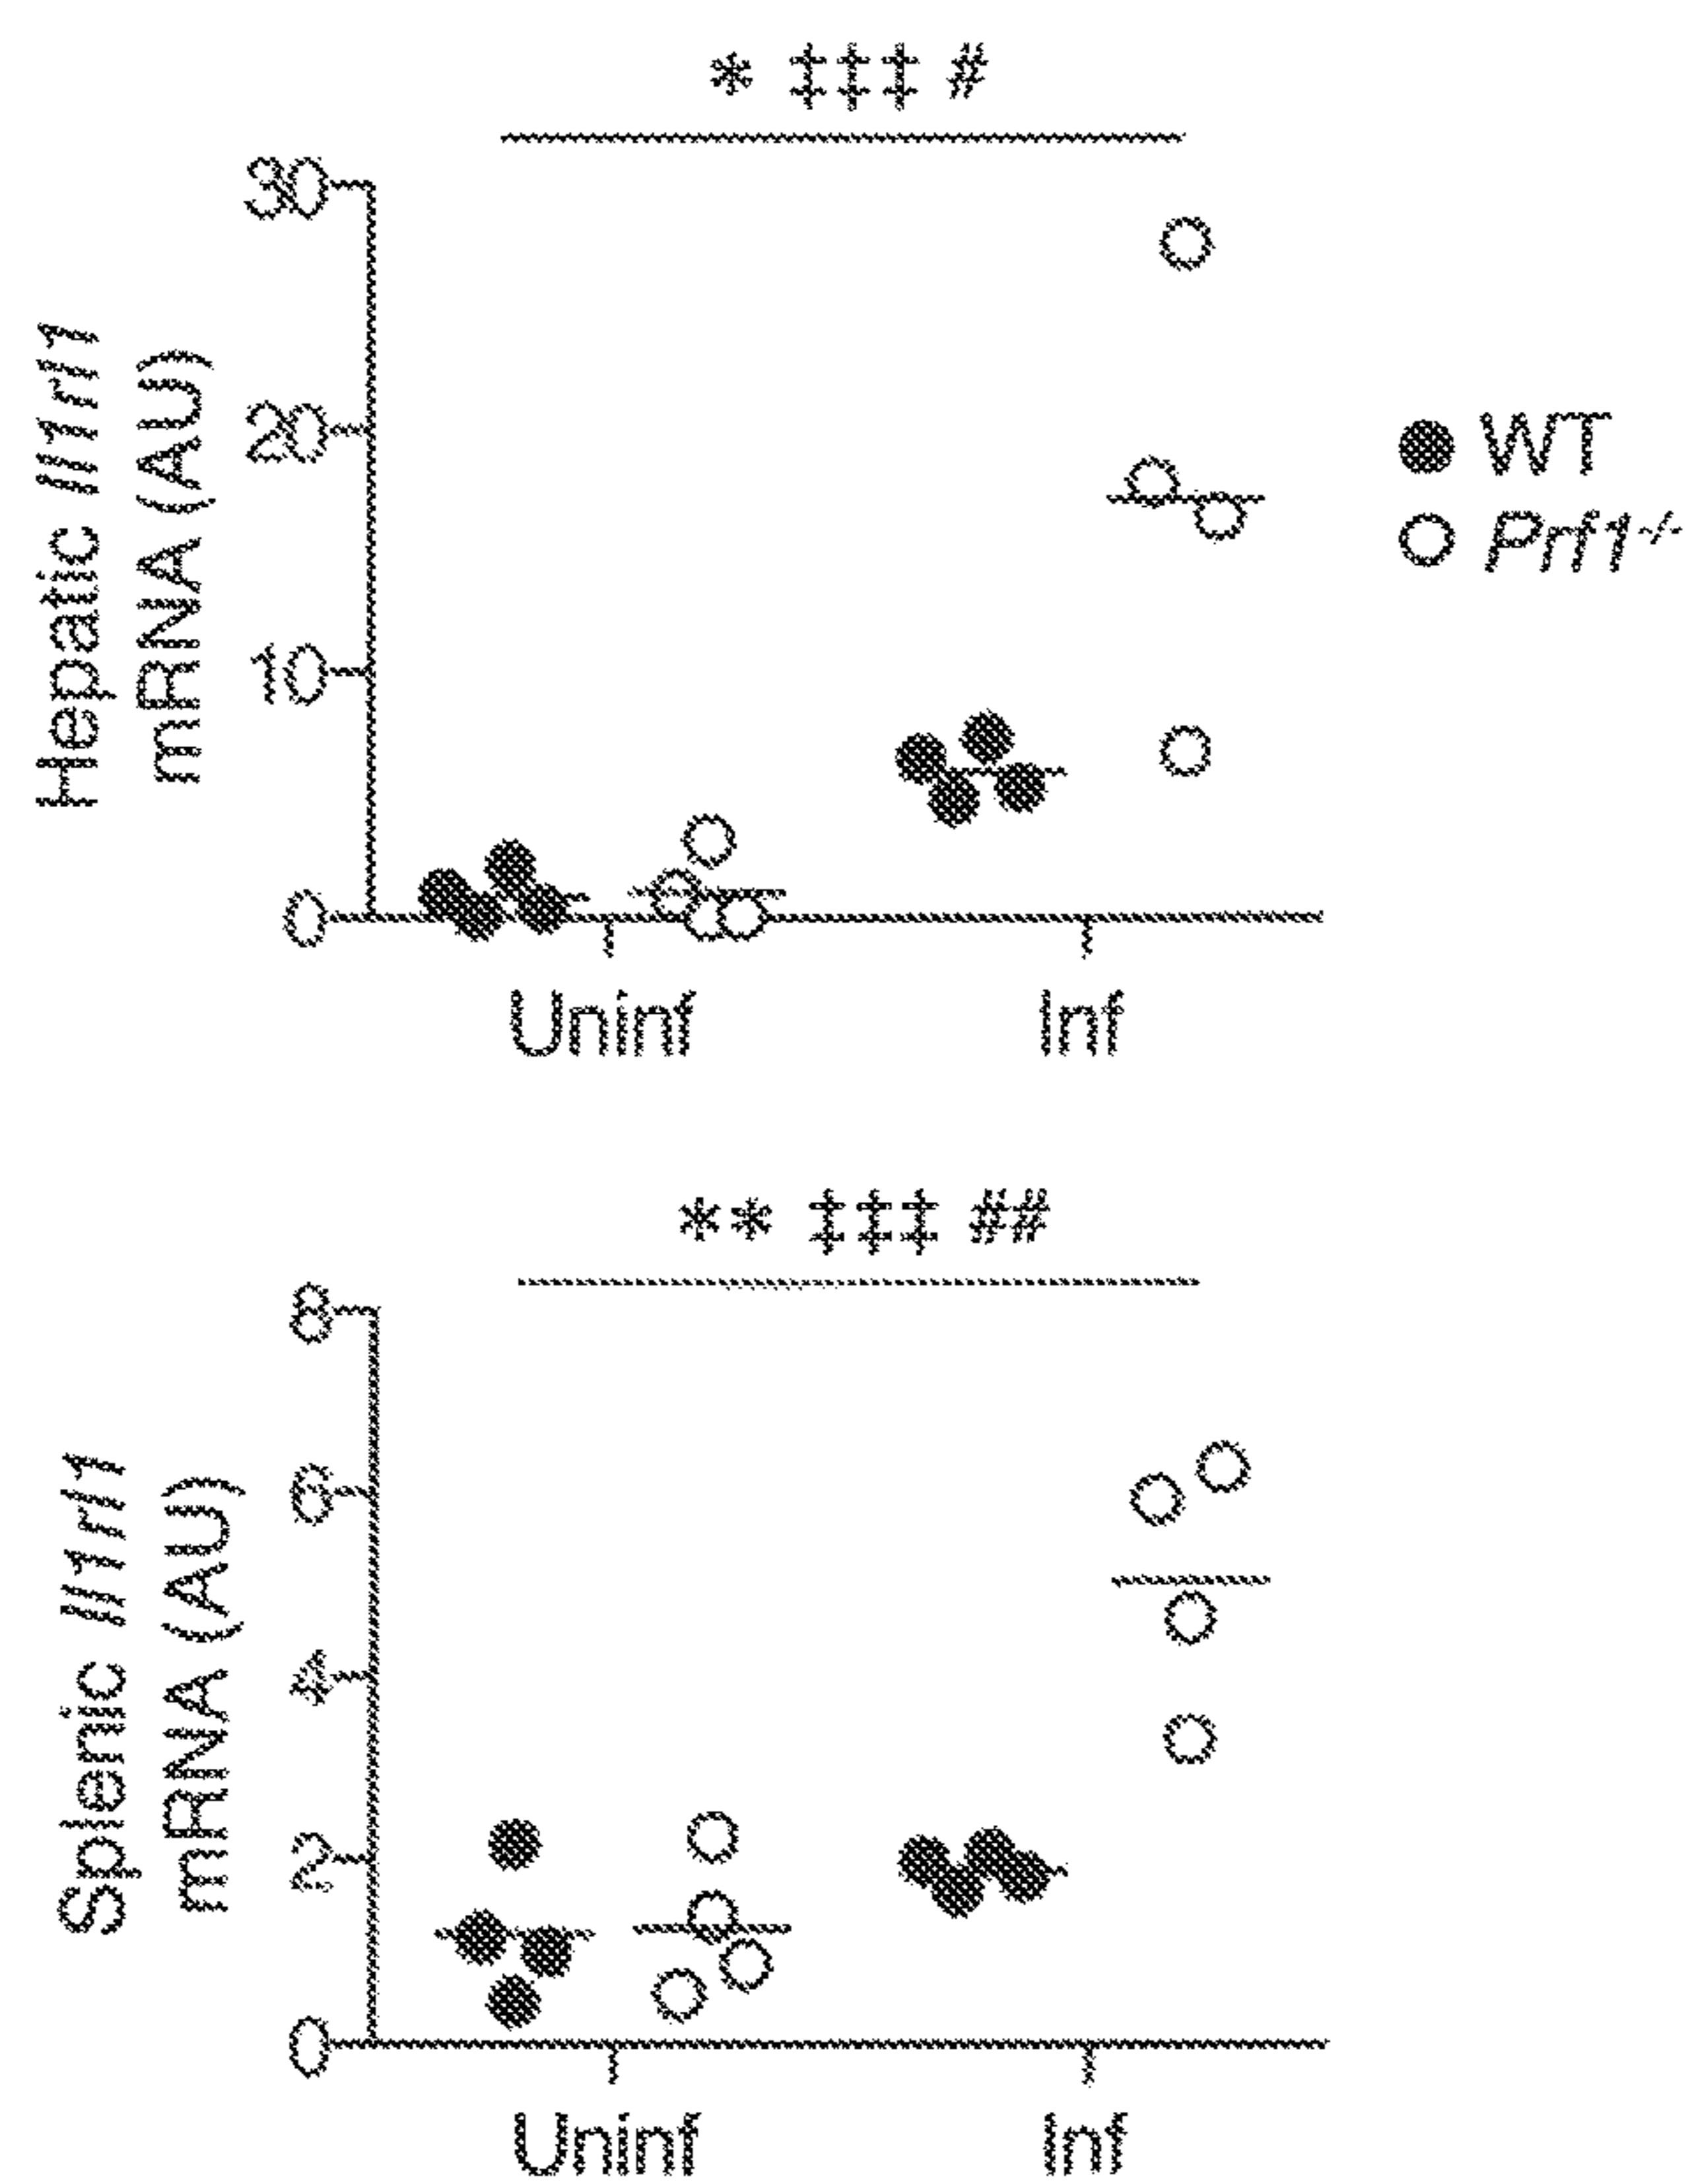 * ‡‡‡ #
30
20
10
0
Hepatic Il1rl1
mRNA (AU)
Uninf
Inf
WT
Prf1-/-
** ‡‡‡ ##
8
6
4
2
0
Splenic Il1rl1
mRNA (AU)
Uninf
Inf